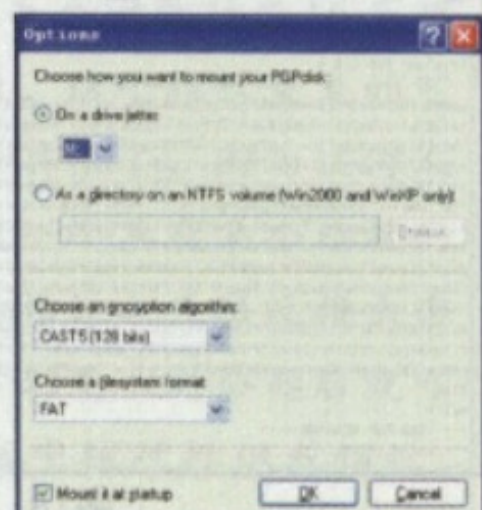 Options
Choose how you want to mount your PGPdisk:
On a drive letter:
As a directory on an NTFS volume (Win2000 and WinXP only):
Browse...
Choose an encryption algorithm:
CAST5 (128 bits)
Choose a filesystem format:
FAT
Mount it at startup
OK
Cancel